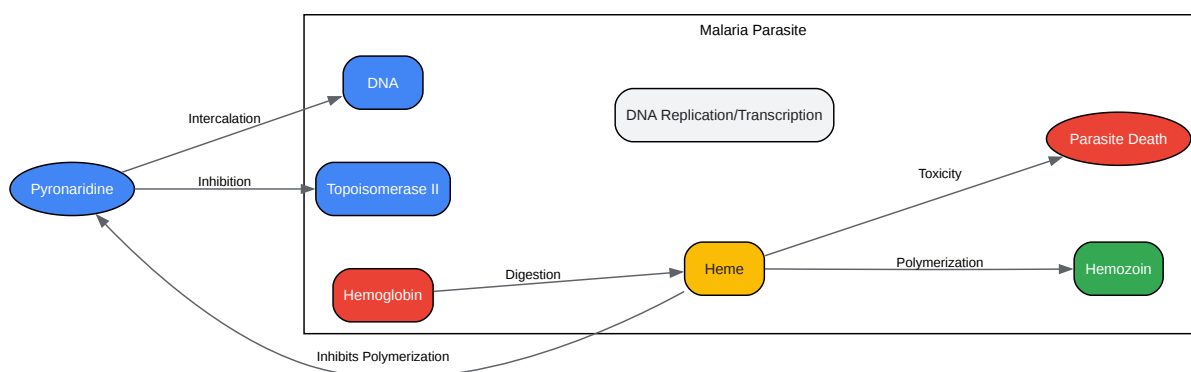 Malaria Parasite
DNA
DNA Replication/Transcription
Intercalation
Parasite Death
Toxicity
Pyronaridine
Inhibition
Topoisomerase II
Hemoglobin
Digestion
Heme
Polymerization
Hemozoin
Inhibits Polymerization